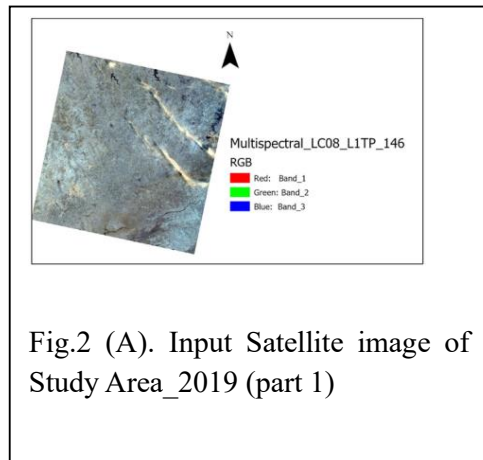 N
Multispectral_LC08_L1TP_146
RGB
Red: Band_1
Green: Band_2
Blue: Band_3
Fig.2 (A). Input Satellite image of
Study Area_2019 (part 1)